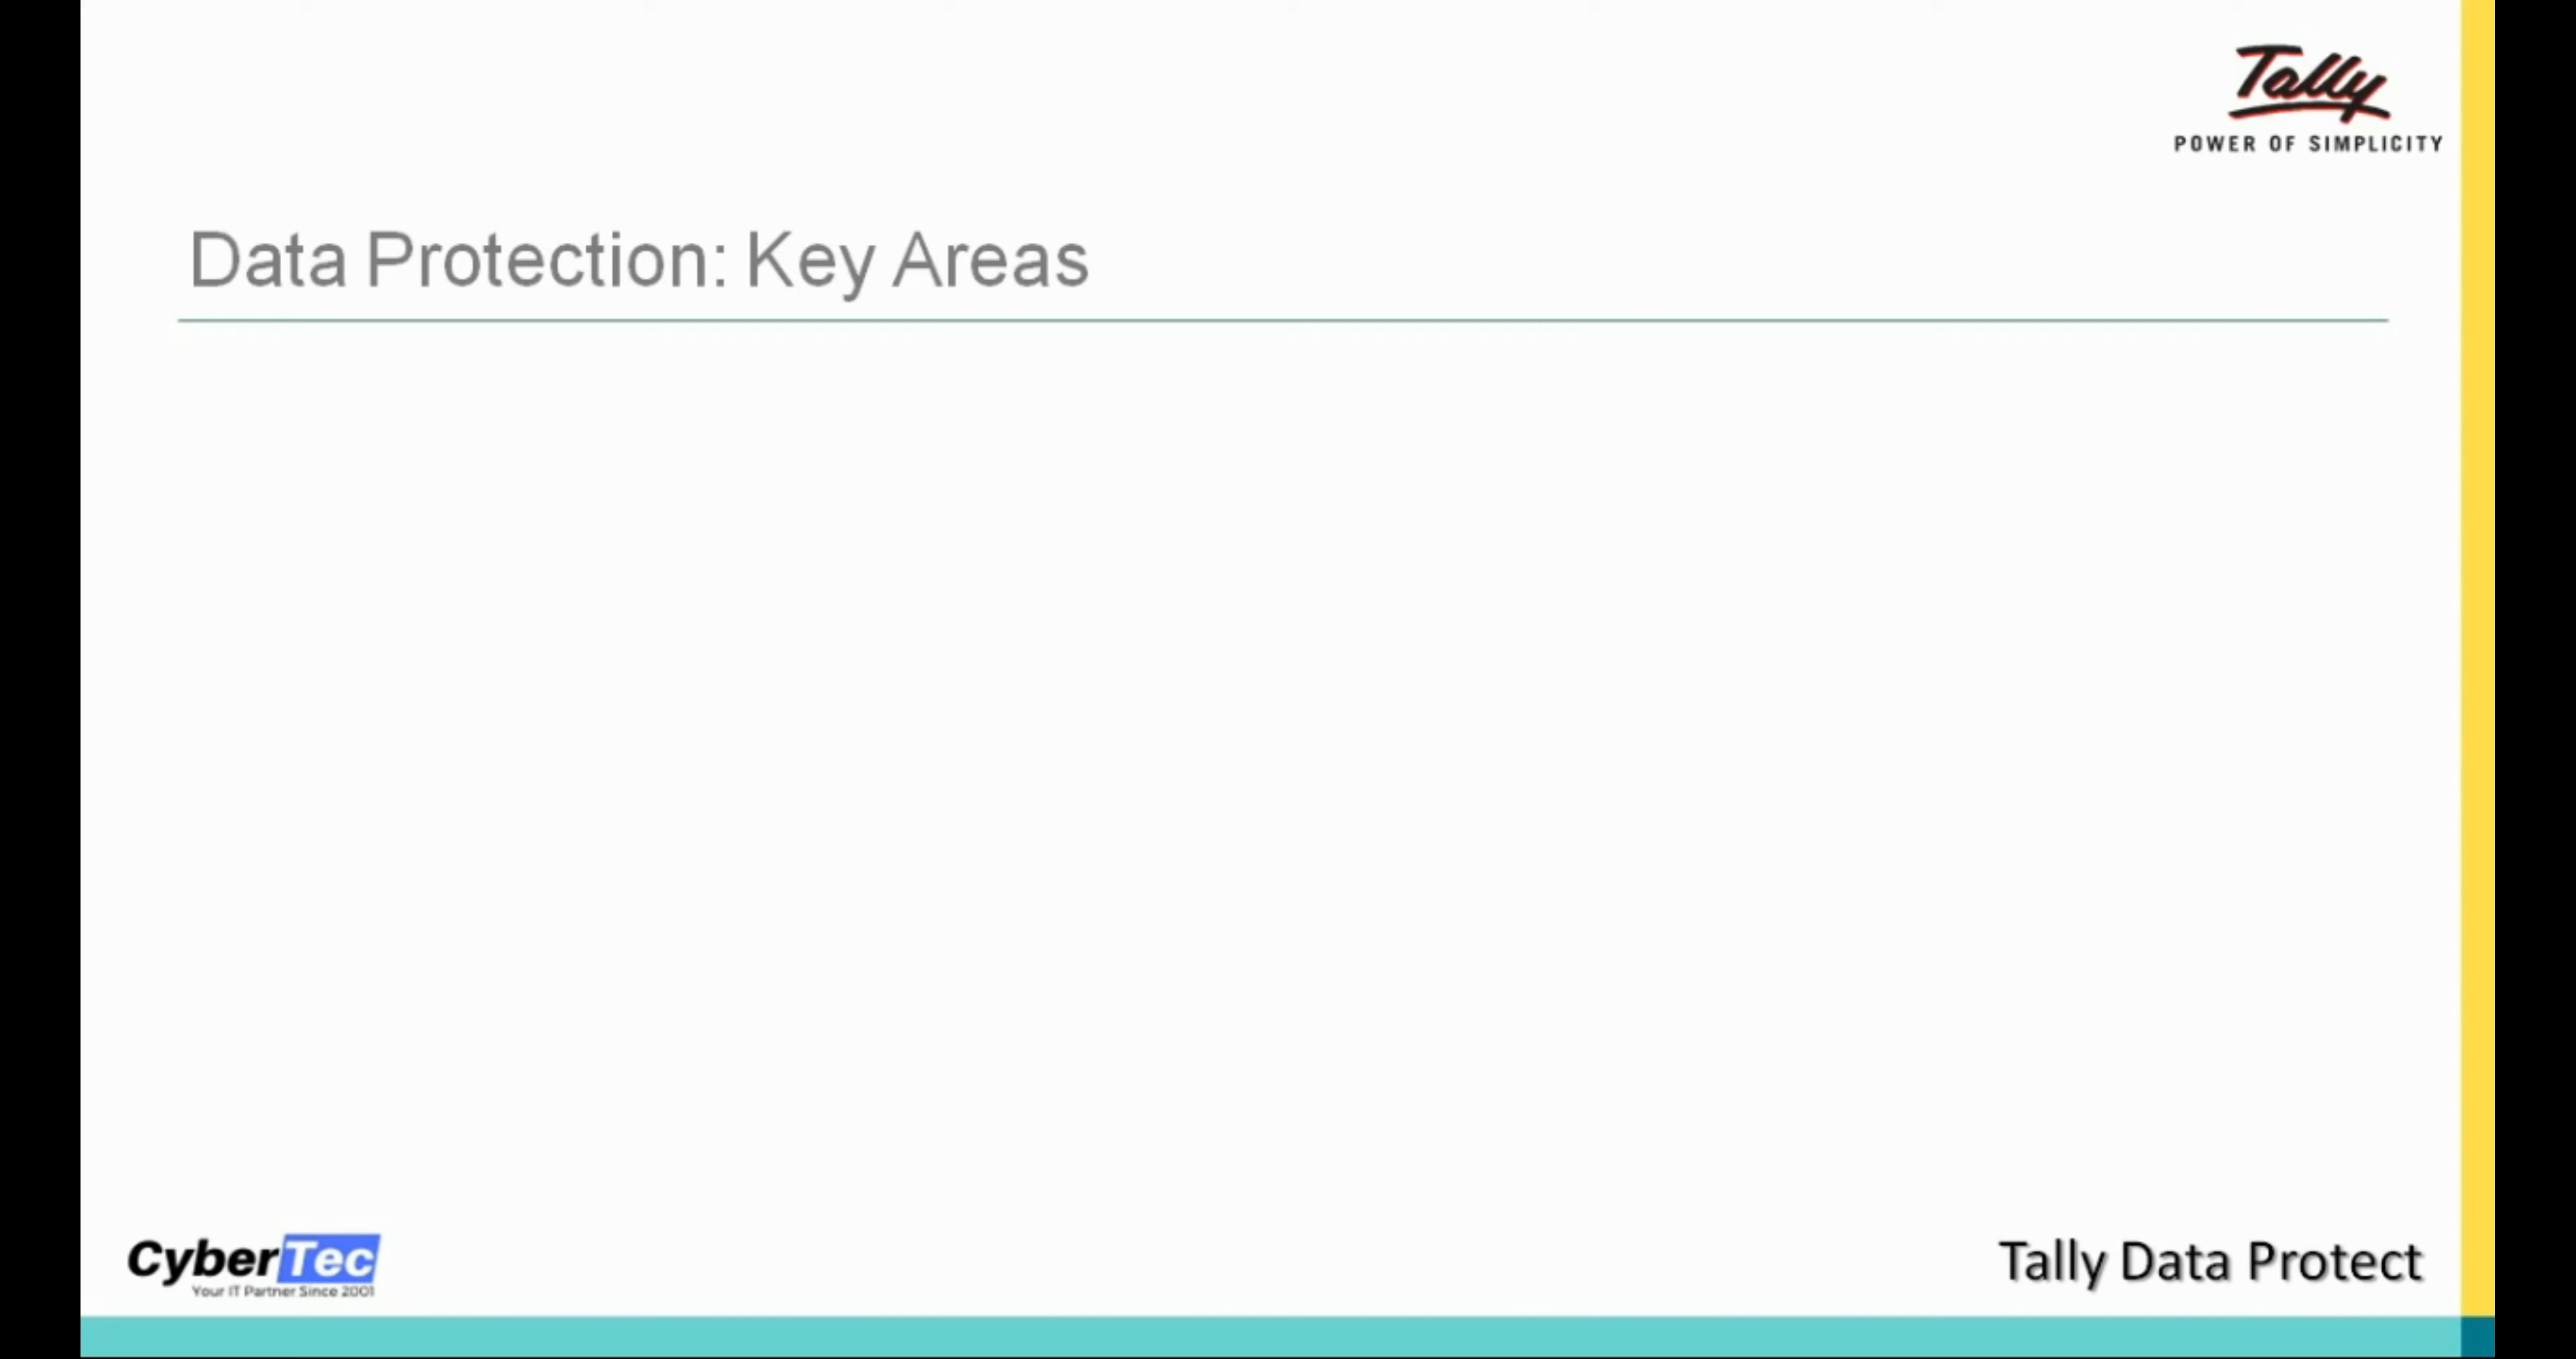 Tally
POWER OF SIMPLICITY
Data Protection: Key Areas
CyberTec
Your IT Partner Since 2001
Tally Data Protect